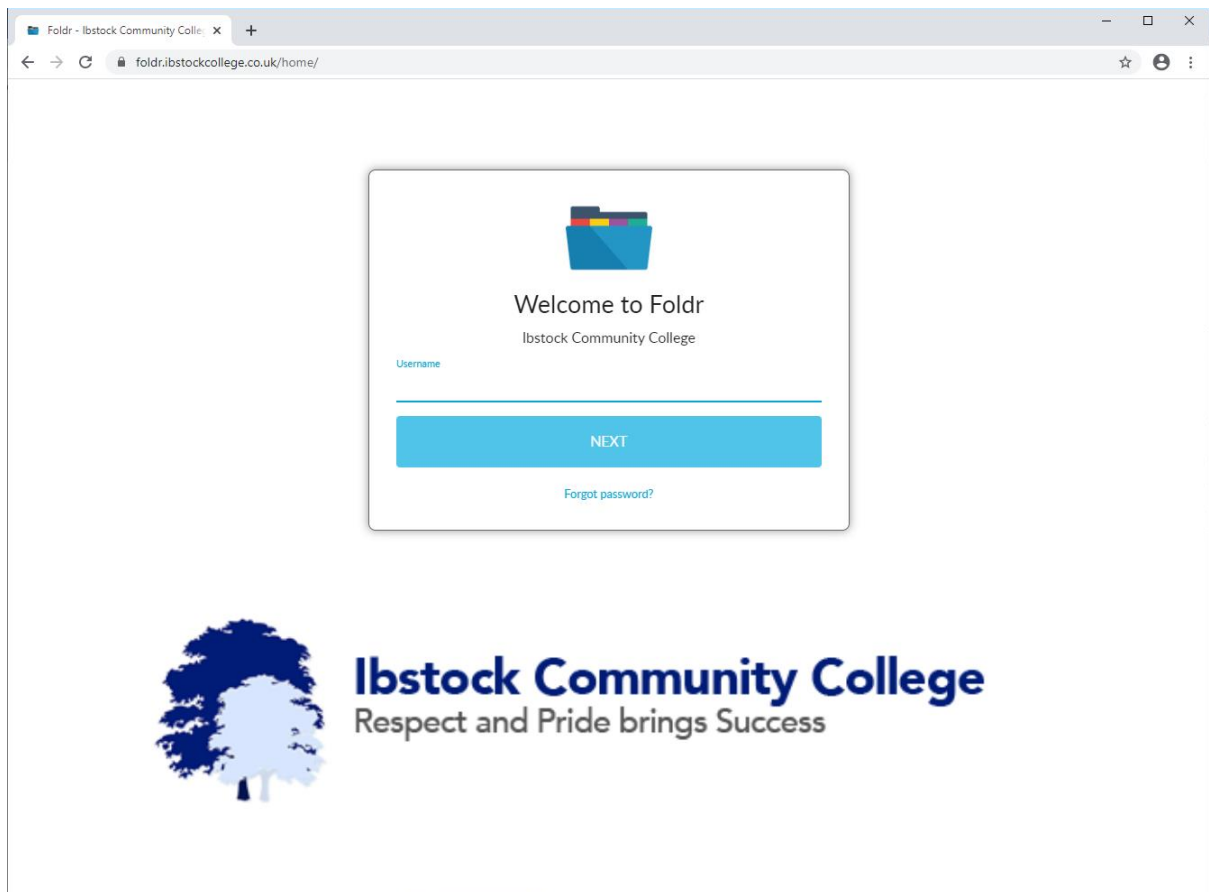 Foldr - Ibstock Community Colle
foldr.ibstockcollege.co.uk/home/
Welcome to Foldr
Ibstock Community College
Username
NEXT
Forgot password?
Ibstock Community College
Respect and Pride brings Success